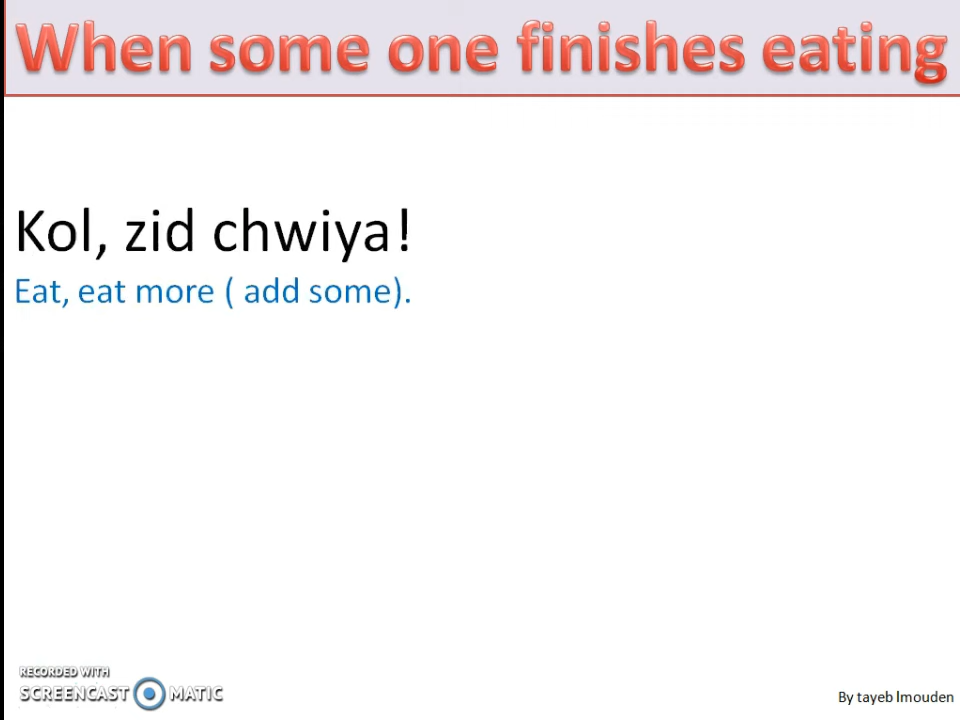 When some one finishes eating
Kol, zid chwiya!
Eat, eat more ( add some).
RECORDED WITH
SCREENCAST MATIC
By tayeb lmouden